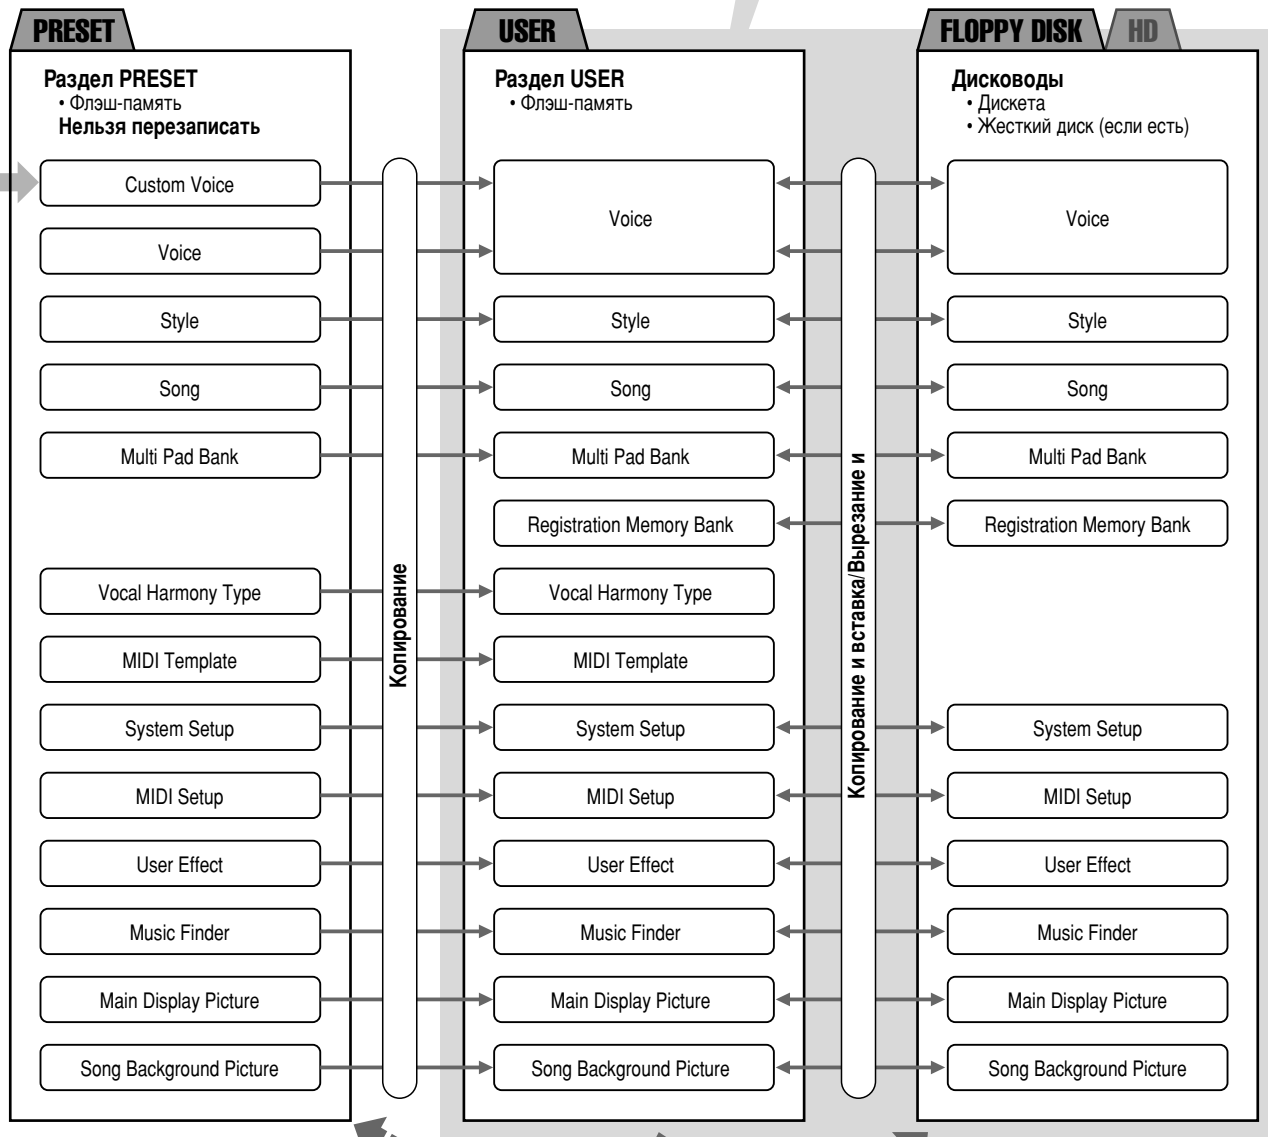 PRESET
Раздел PRESET
• Флэш-память
Нельзя перезаписать
Custom Voice
Voice
Style
Song
Multi Pad Bank
Vocal Harmony Type
MIDI Template
System Setup
MIDI Setup
User Effect
Music Finder
Main Display Picture
Song Background Picture
Копирование
USER
Раздел USER
• Флэш-память
Voice
Style
Song
Multi Pad Bank
Registration Memory Bank
Vocal Harmony Type
MIDI Template
System Setup
MIDI Setup
User Effect
Music Finder
Main Display Picture
Song Background Picture
Копирование и вставка/Вырезание и
FLOPPY DISK
HD
Дисководы
• Дискета
• Жесткий диск (если есть)
Voice
Style
Song
Multi Pad Bank
Registration Memory Bank
System Setup
MIDI Setup
User Effect
Music Finder
Main Display Picture
Song Background Picture